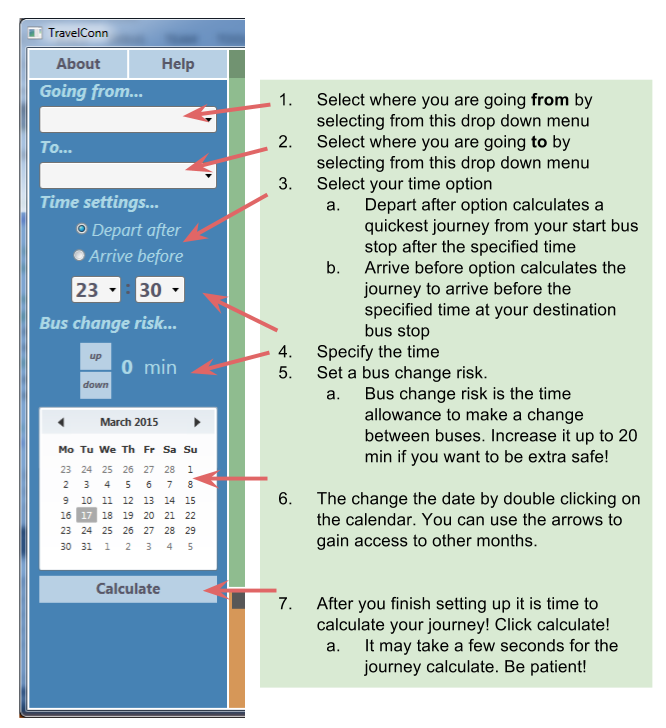 TravelConn
About Help
Going from...
To...
Time settings...
Depart after
Arrive before
23 : 30
Bus change risk...
up
0 min
down
March 2015
Mo Tu We Th Fr Sa Su
23 24 25 26 27 28 1
2 3 4 5 6 7 8
9 10 11 12 13 14 15
16 17 18 19 20 21 22
23 24 25 26 27 28 29
30 31 1 2 3 4 5
Calculate
1. Select where you are going from by
selecting from this drop down menu
2. Select where you are going to by
selecting from this drop down menu
3. Select your time option
a. Depart after option calculates a
quickest journey from your start bus
stop after the specified time
b. Arrive before option calculates the
journey to arrive before the
specified time at your destination
bus stop
4. Specify the time
5. Set a bus change risk.
a. Bus change risk is the time
allowance to make a change
between buses. Increase it up to 20
min if you want to be extra safe!
6. The change the date by double clicking on
the calendar. You can use the arrows to
gain access to other months.
7. After you finish setting up it is time to
calculate your journey! Click calculate!
a. It may take a few seconds for the
journey calculate. Be patient!